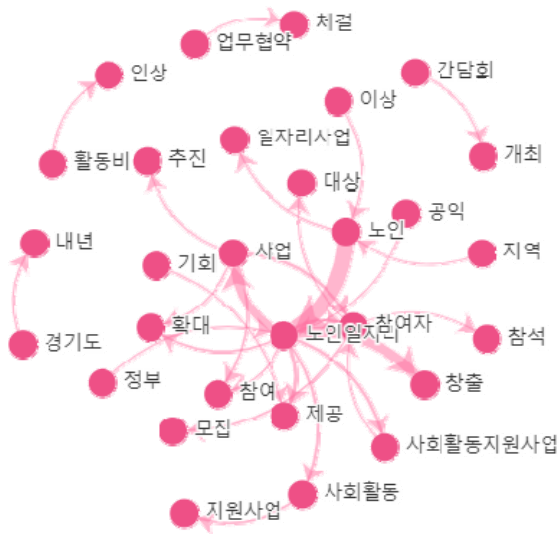 체결
업무협약
인상
간담회
이상
일자리사업
활동비
추진
개최
대상
공익
노인
내년
사업
지역
기회
확대
노인일자리
참여자
경기도
참석
정부
참여
창출
제공
모집
사회활동지원사업
사회활동
지원사업